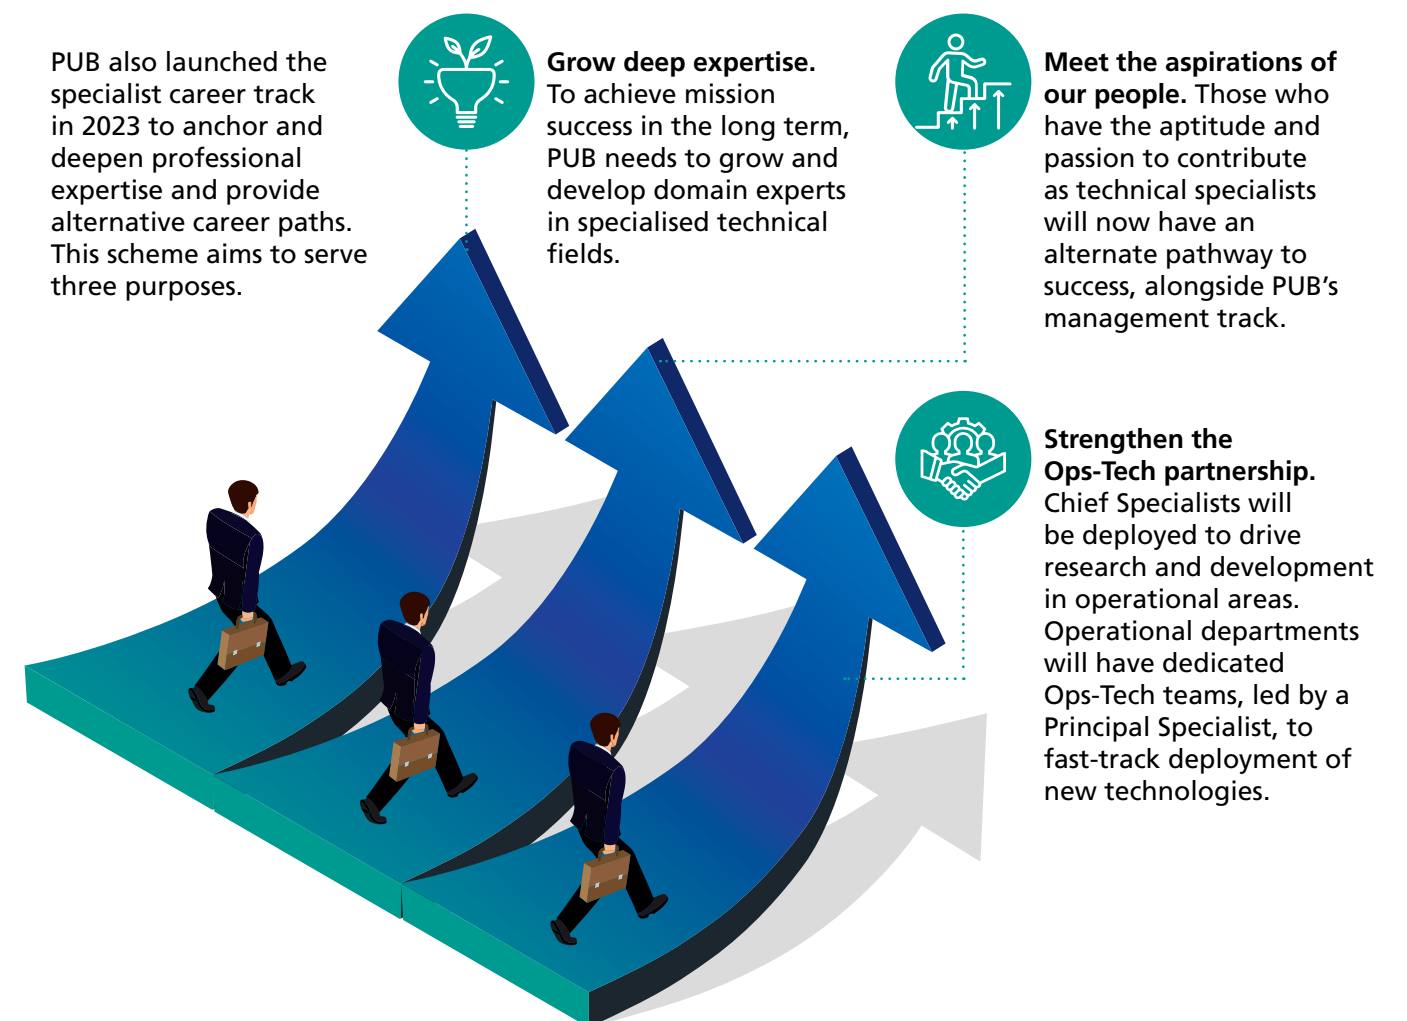 PUB also launched the
specialist career track
in 2023 to anchor and
deepen professional
expertise and provide
alternative career paths.
This scheme aims to serve
three purposes.
Grow deep expertise.
To achieve mission
success in the long term,
PUB needs to grow and
develop domain experts
in specialised technical
fields.
Meet the aspirations of
our people. Those who
have the aptitude and
passion to contribute
as technical specialists
will now have an
alternate pathway to
success, alongside PUB’s
management track.
Strengthen the
Ops-Tech partnership.
Chief Specialists will
be deployed to drive
research and development
in operational areas.
Operational departments
will have dedicated
Ops-Tech teams, led by a
Principal Specialist, to
fast-track deployment of
new technologies.